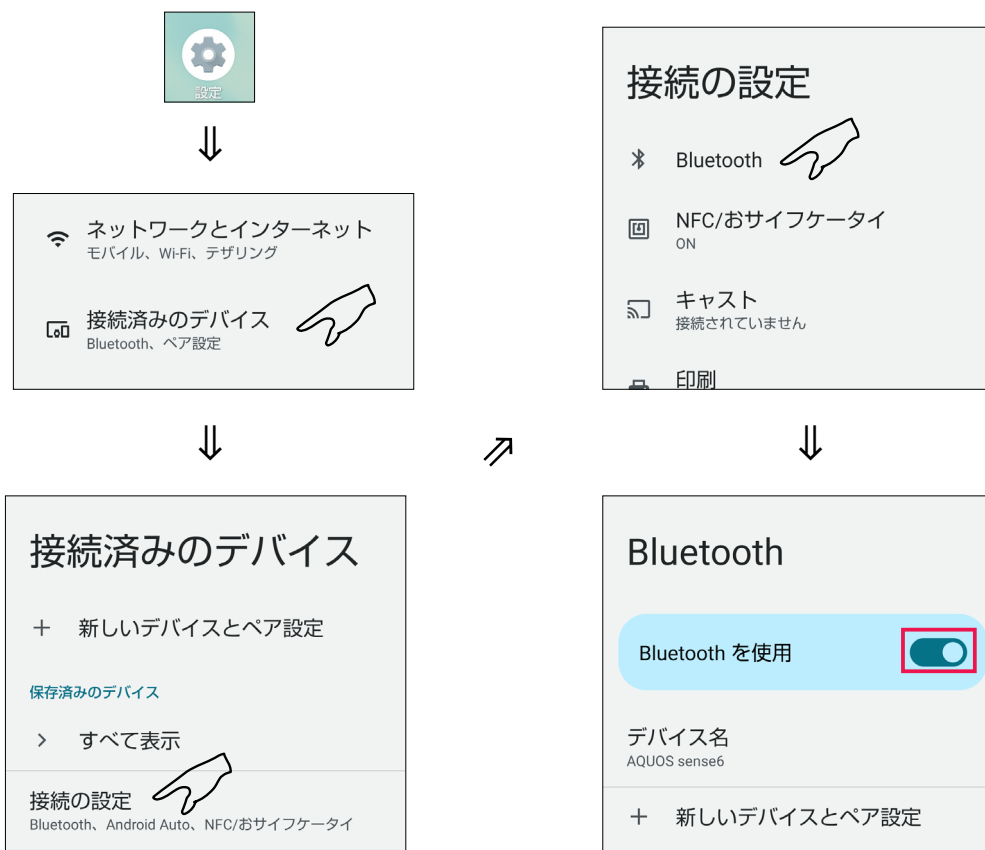 設定
⇓
ネットワークとインターネット
モバイル、Wi-Fi、テザリング
接続済みのデバイス
Bluetooth、ペア設定
⇓
接続済みのデバイス
+ 新しいデバイスとペア設定
保存済みのデバイス
> すべて表示
接続の設定
Bluetooth、Android Auto、NFC/おサイフケータイ
⇗
接続の設定
Bluetooth
NFC/おサイフケータイ
ON
キャスト
接続されていません
印刷
⇓
Bluetooth
Bluetooth を使用
デバイス名
AQUOS sense6
+ 新しいデバイスとペア設定